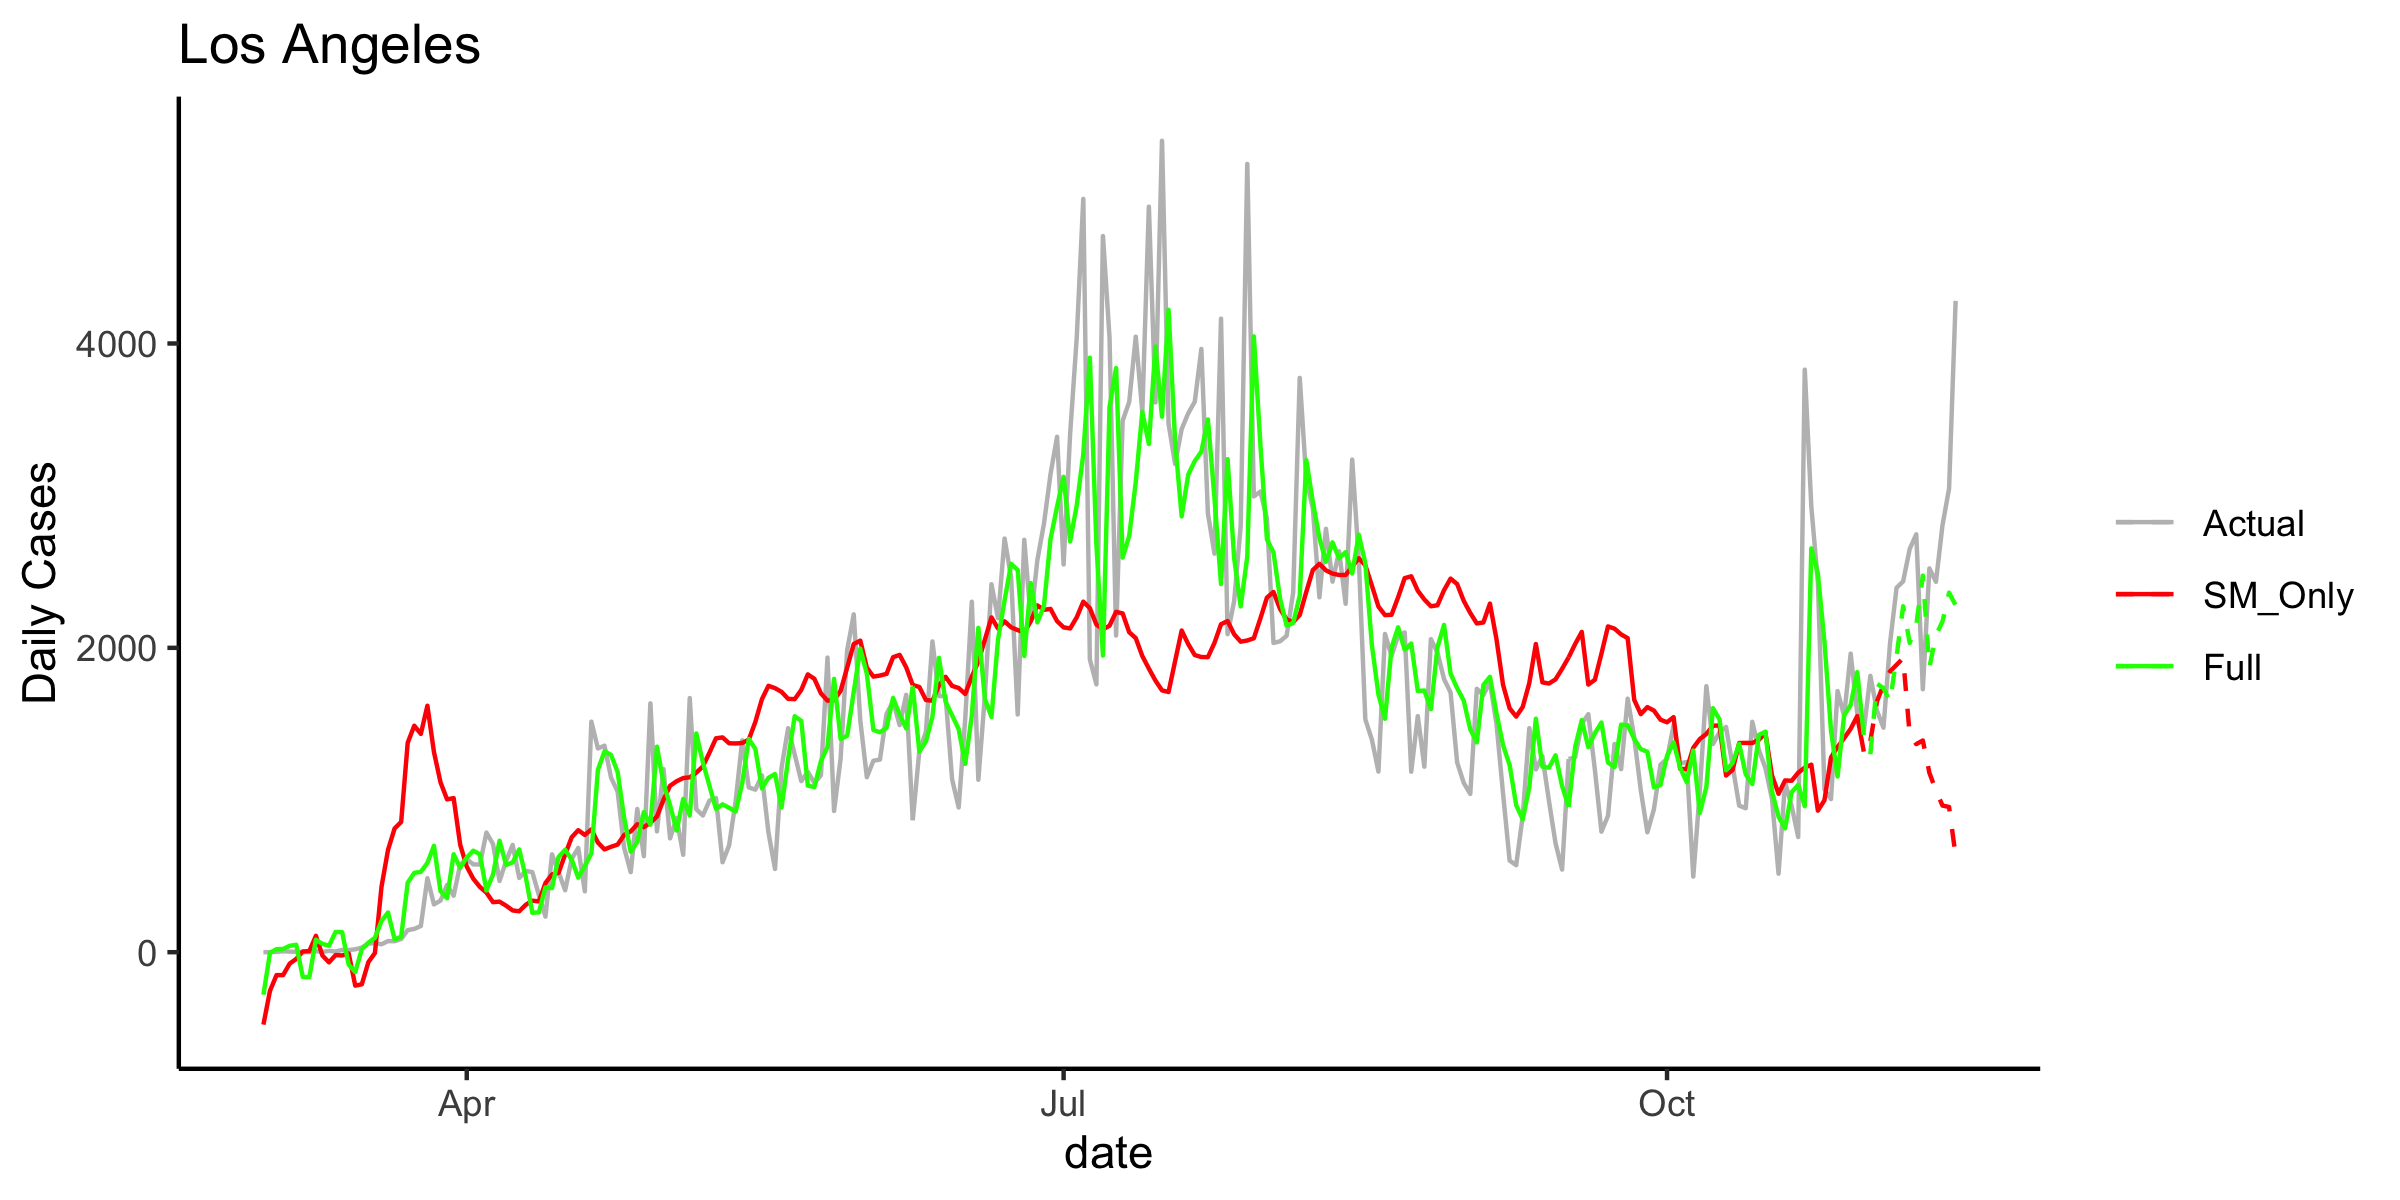 Los Angeles
Daily Cases
4000
2000
0
Apr
Jul
Oct
date
Actual
SM_Only
Full